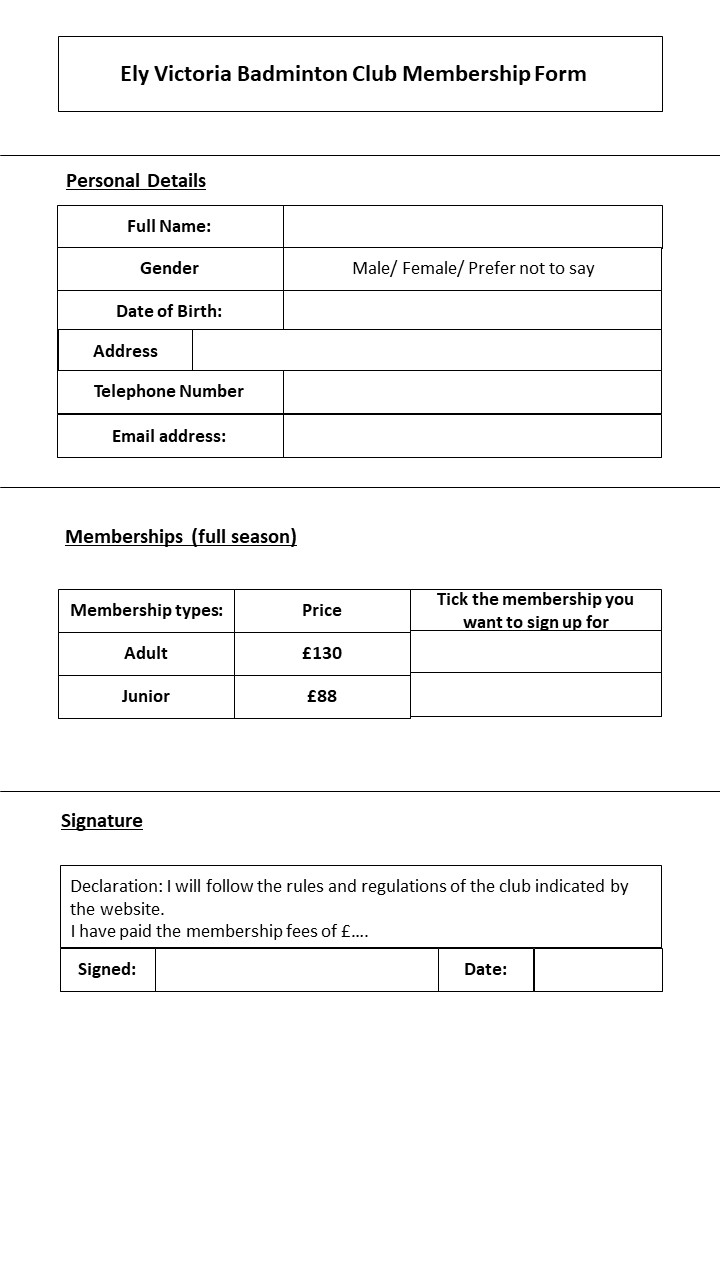 Ely Victoria Badminton Club Membership Form
Personal Details
Full Name:
Gender Male/ Female/ Prefer not to say
Date of Birth:
Address
Telephone Number
Email address:
Memberships (full season)
Membership types: Price Tick the membership you
want to sign up for
Adult £130
Junior £88
Signature
Declaration: I will follow the rules and regulations of the club indicated by
the website.
I have paid the membership fees of £….
Signed: Date: